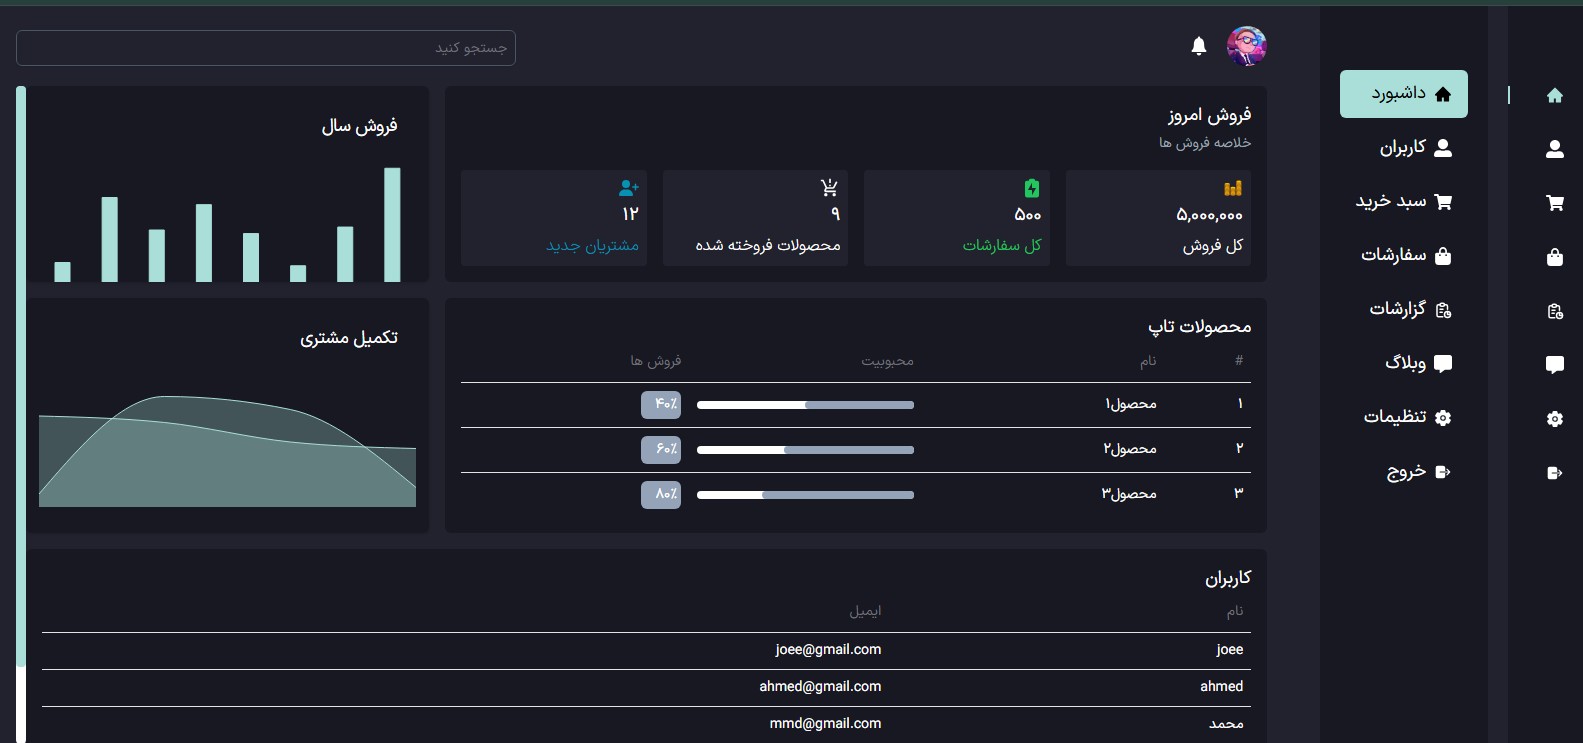 جستجو کنید
داشبورد
کاربران
سبد خرید
سفارشات
گزارشات
وبلاگ
تنظیمات
خروج
فروش امروز
خلاصه فروش ها
۵,۰۰۰,۰۰۰
کل فروش
۵۰۰
کل سفارشات
۹
محصولات فروخته شده
۱۲
مشتریان جدید
فروش سال
محصولات تاپ
# نام محبوبیت فروش ها
۱ محصول۱ ۴۰٪
۲ محصول۲ ۶۰٪
۳ محصول۳ ۸۰٪
تکمیل مشتری
کاربران
نام ایمیل
joee joee@gmail.com
ahmed ahmed@gmail.com
محمد mmd@gmail.com